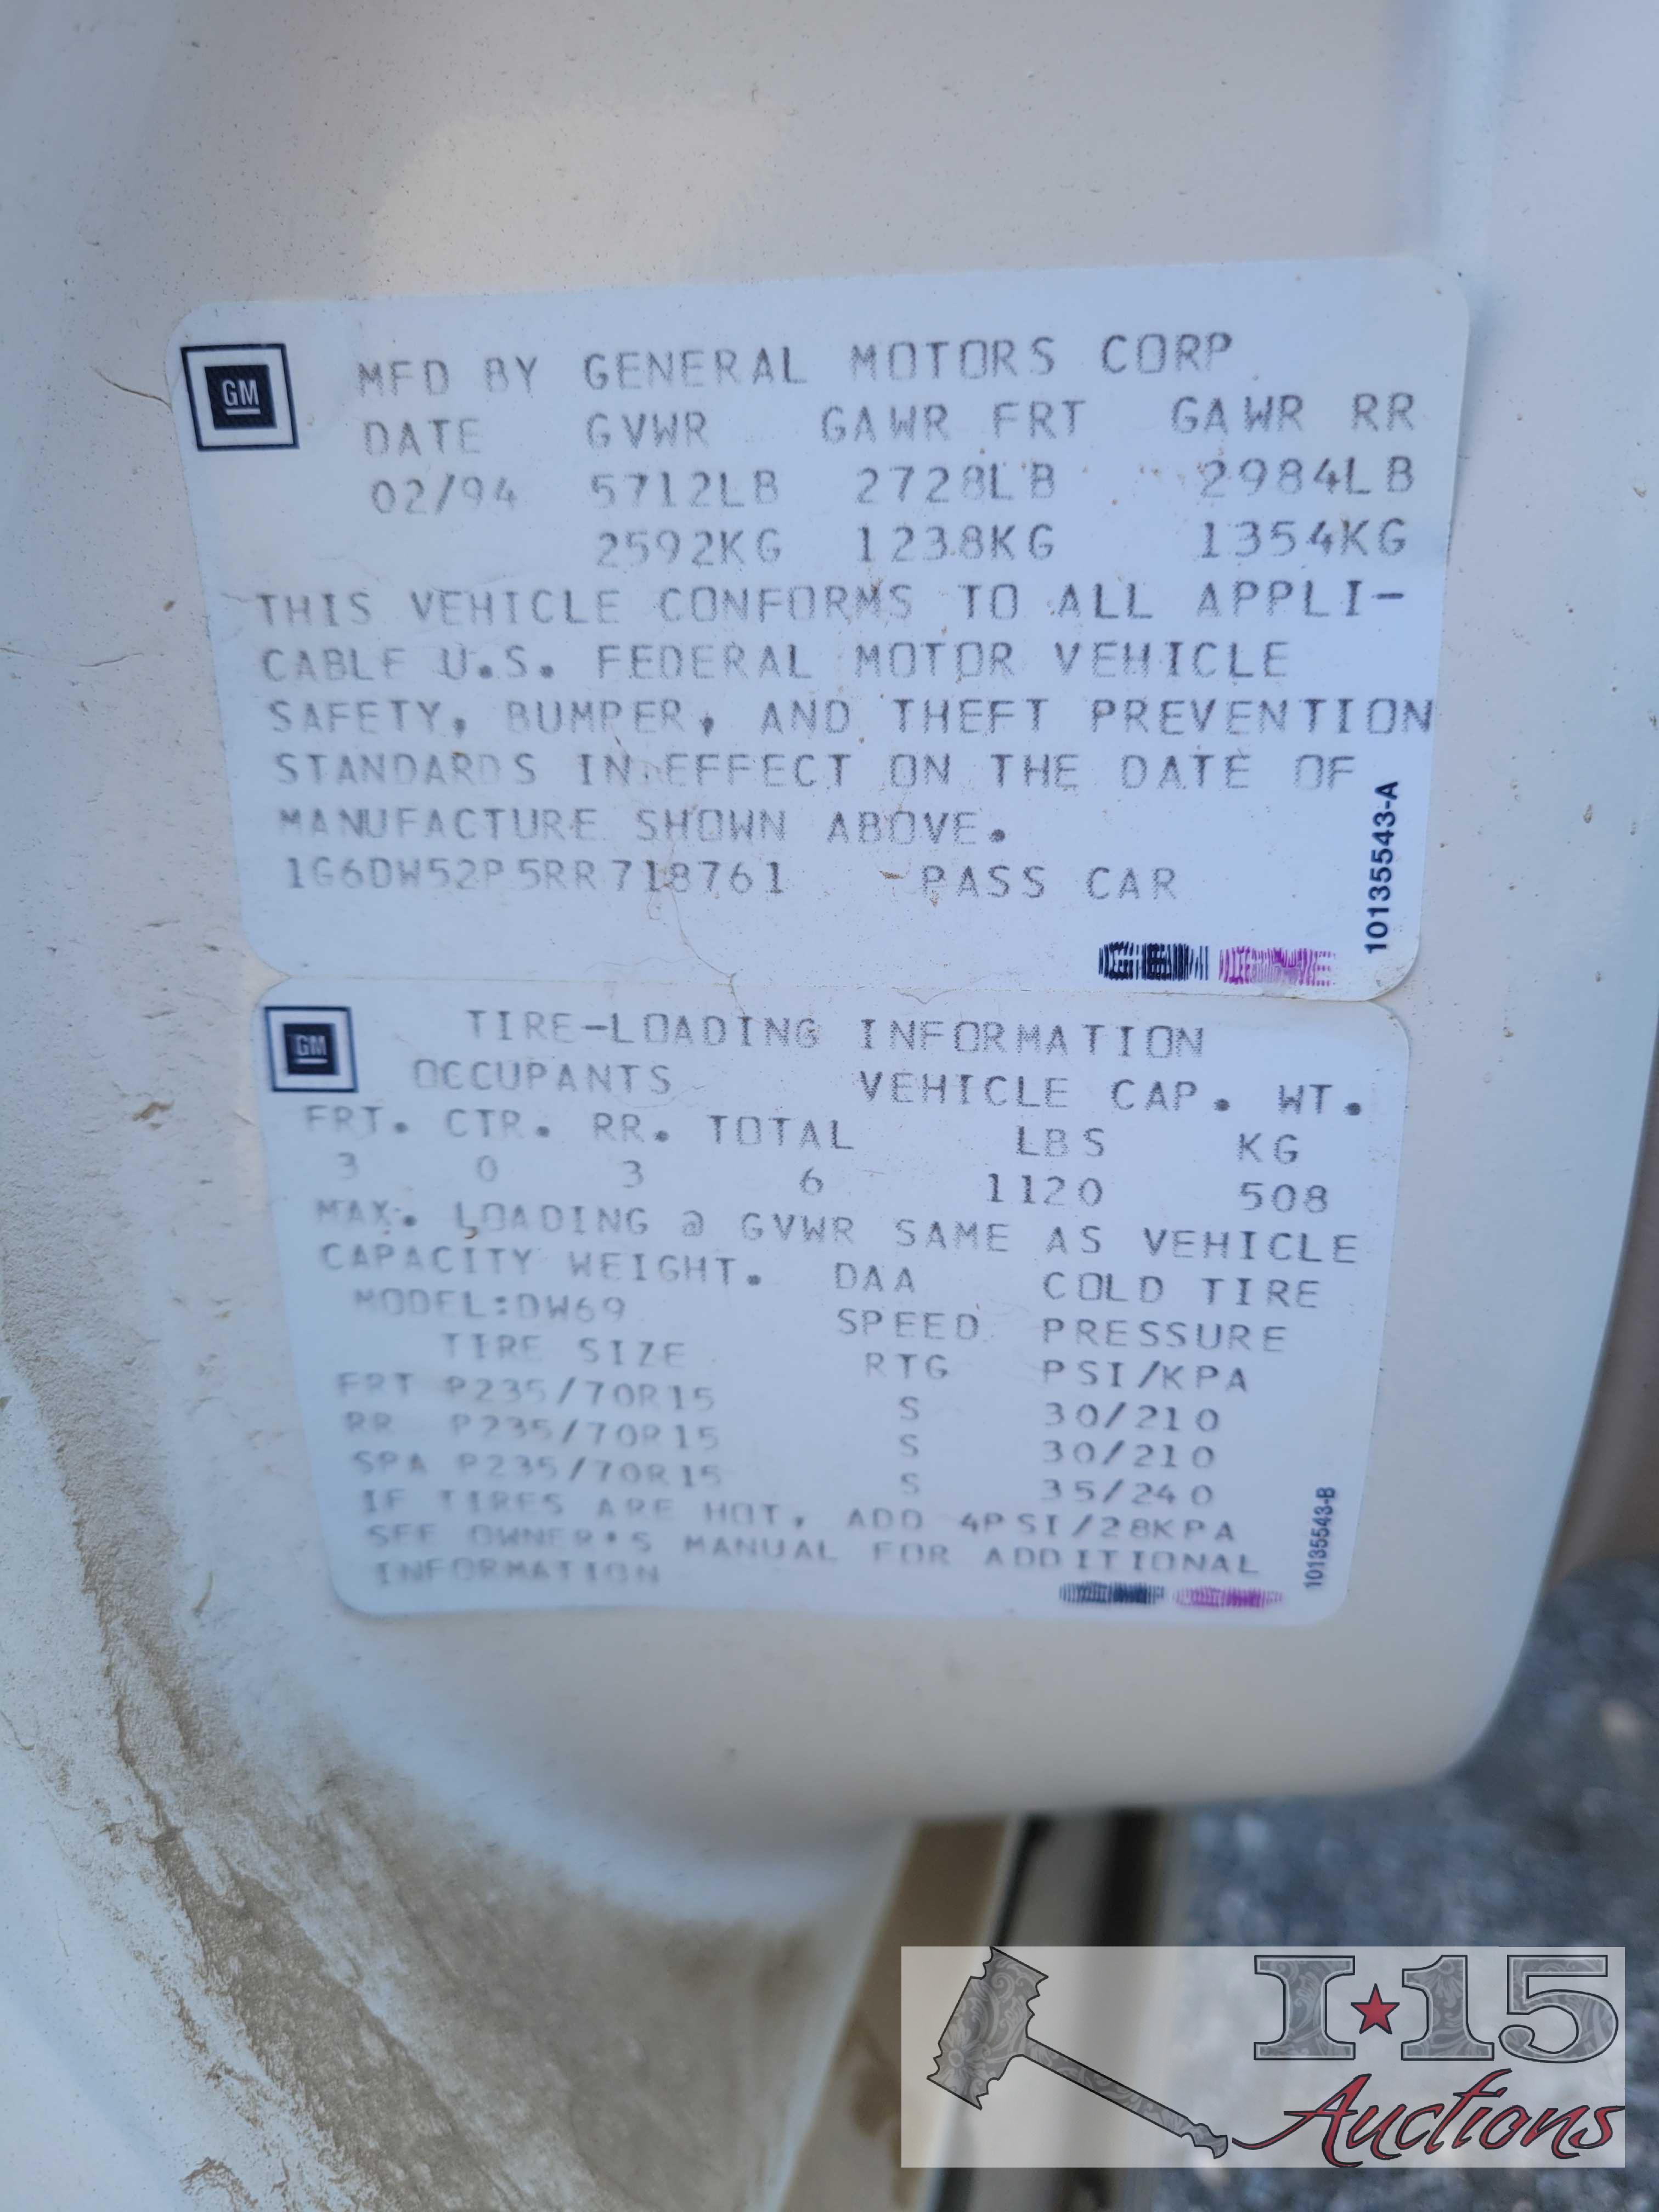 GM
MFD BY GENERAL MOTORS CORP
DATE GVWR GAWR FRT GAWR RR
02/94 5712LB 2728LB 2984LB
2592KG 1238KG 1354KG
THIS VEHICLE CONFORMS TO ALL APPLI-
CABLE U.S. FEDERAL MOTOR VEHICLE
SAFETY, BUMPER, AND THEFT PREVENTION
STANDARDS IN EFFECT ON THE DATE OF
MANUFACTURE SHOWN ABOVE.
1G6DW52P5RR718761 PASS CAR
10135543-A
GM
TIRE-LOADING INFORMATION
OCCUPANTS VEHICLE CAP. WT.
FRT. CTR. RR. TOTAL LBS KG
3 0 3 6 1120 508
MAX. LOADING @ GVWR SAME AS VEHICLE
CAPACITY WEIGHT. DAA COLD TIRE
MODEL:DW69 SPEED PRESSURE
TIRE SIZE RTG PSI/KPA
FRT P235/70R15 S 30/210
RR P235/70R15 S 30/210
SPA P235/70R15 S 35/240
IF TIRES ARE HOT, ADD 4PSI/28KPA
SEE OWNER'S MANUAL FOR ADDITIONAL
INFORMATION
10135543-B
I-15
Auctions